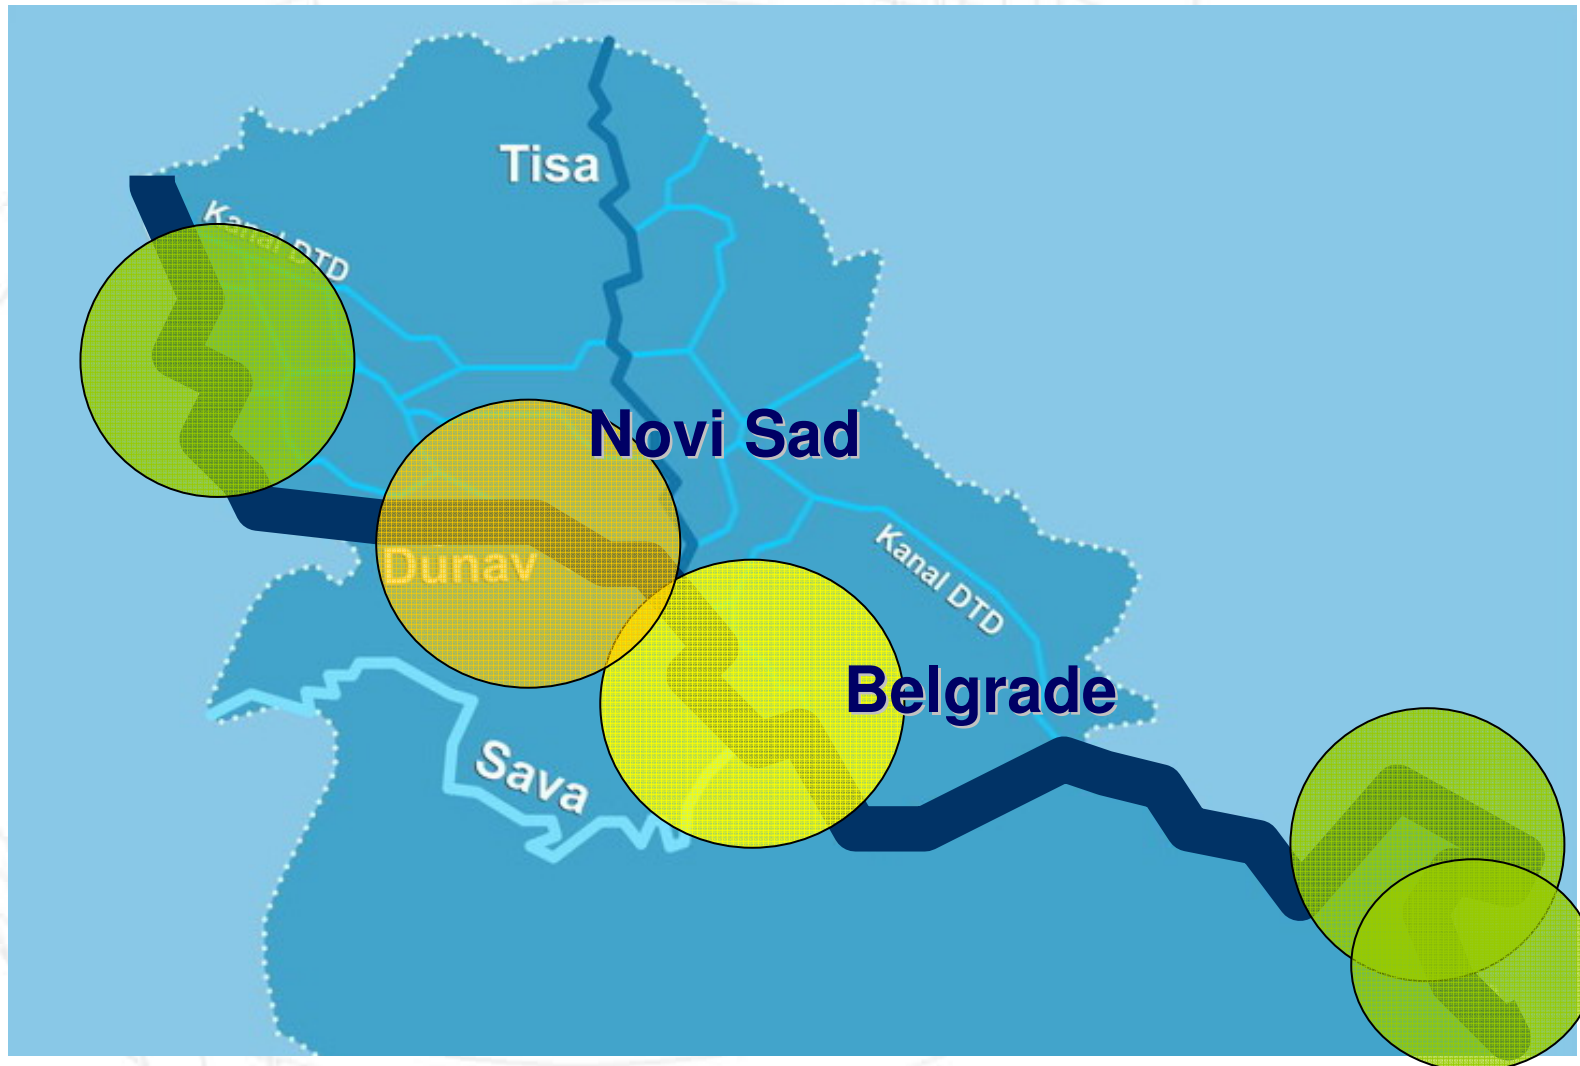 Tisa
Kanal DTD
Novi Sad
Dunav
Kanal DTD
Belgrade
Sava